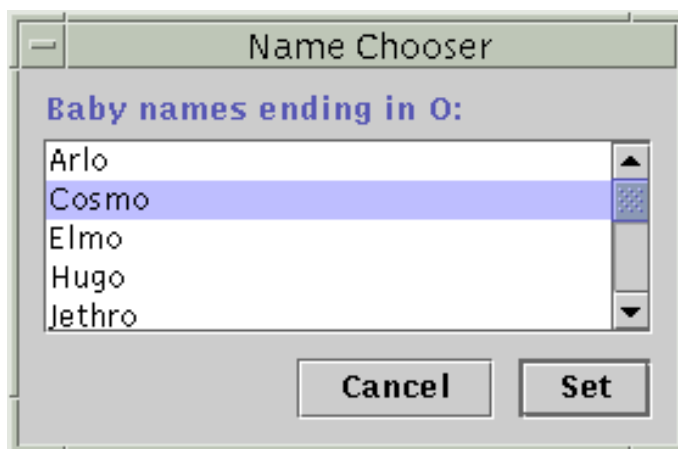 Name Chooser
Baby names ending in O:
Arlo
Cosmo
Elmo
Hugo
Jethro
Cancel Set